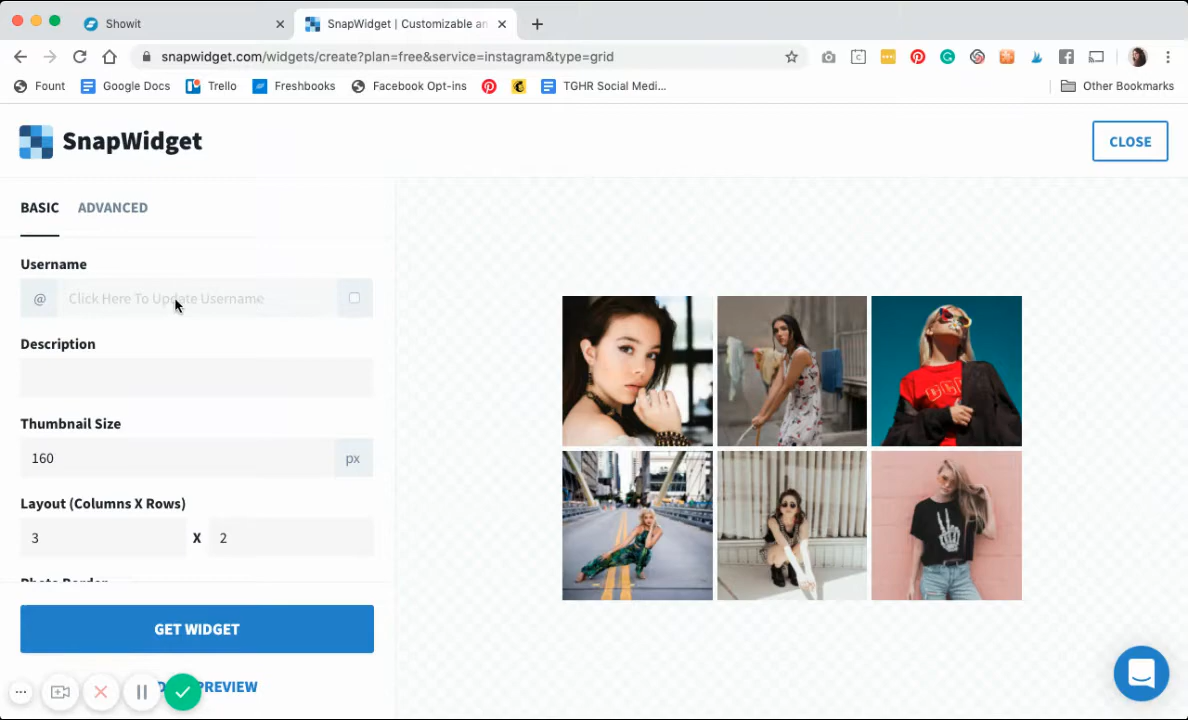 Showit
SnapWidget | Customizable an
snapwidget.com/widgets/create?plan=free&service=instagram&type=grid
Fount
Google Docs
Trello
Freshbooks
Facebook Opt-ins
TGHR Social Medi...
Other Bookmarks
SnapWidget
CLOSE
BASIC
ADVANCED
Username
@
Click Here To Update Username
Description
Thumbnail Size
160
px
Layout (Columns X Rows)
3
X
2
Photo Border
GET WIDGET
PREVIEW